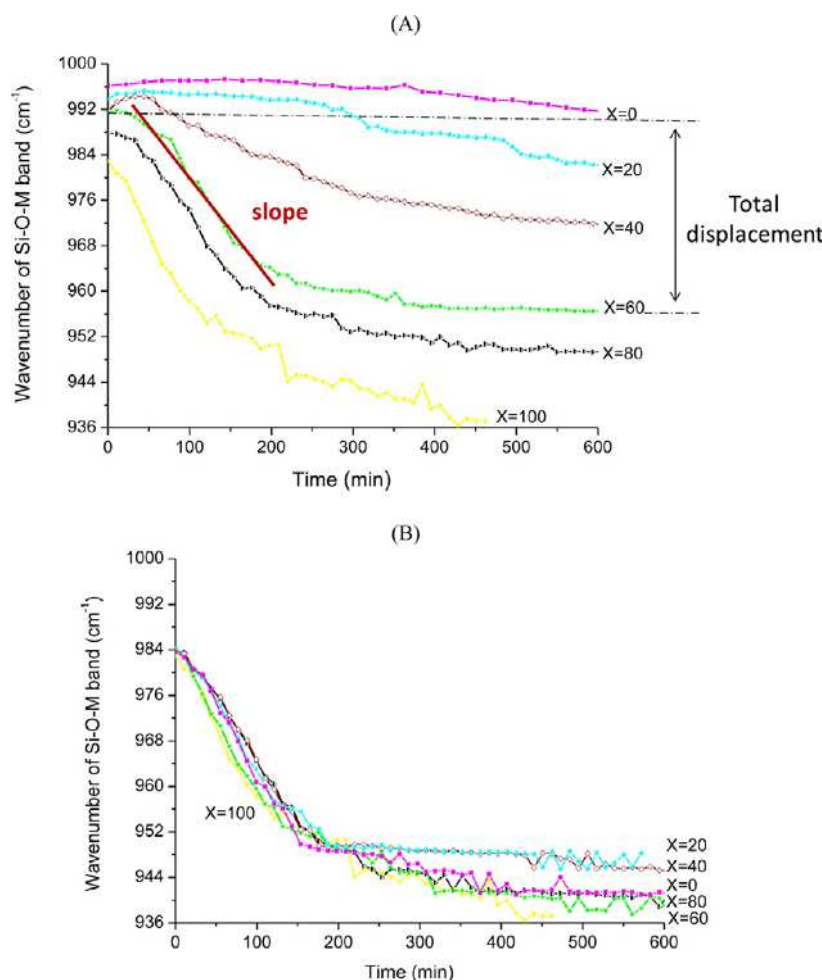 (A)
Wavenumber of Si-O-M band (cm⁻¹)
1000
992
984
976
968
960
952
944
936
X=0
X=20
X=40
X=60
X=80
X=100
slope
Total
displacement
0
100
200
300
400
500
600
Time (min)
(B)
Wavenumber of Si-O-M band (cm⁻¹)
1000
992
984
976
968
960
952
944
936
X=100
X=20
X=40
X=0
X=80
X=60
0
100
200
300
400
500
600
Time (min)